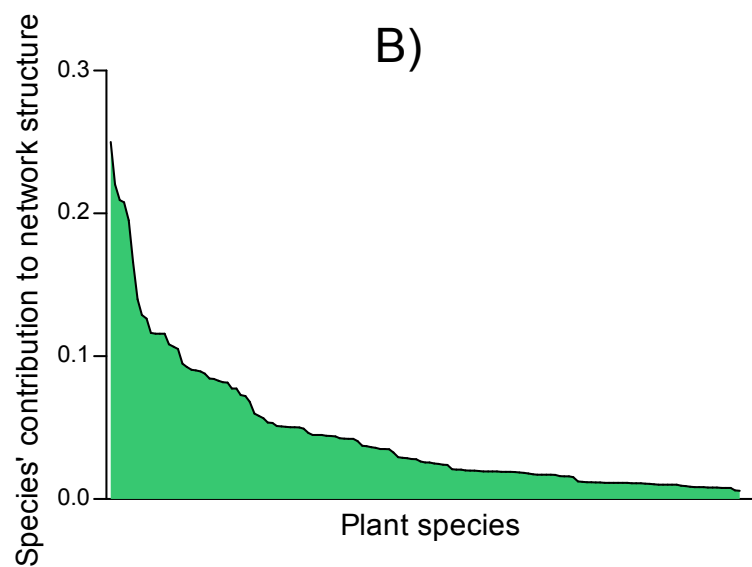 B)
Species' contribution to network structure
0.3
0.2
0.1
0.0
Plant species